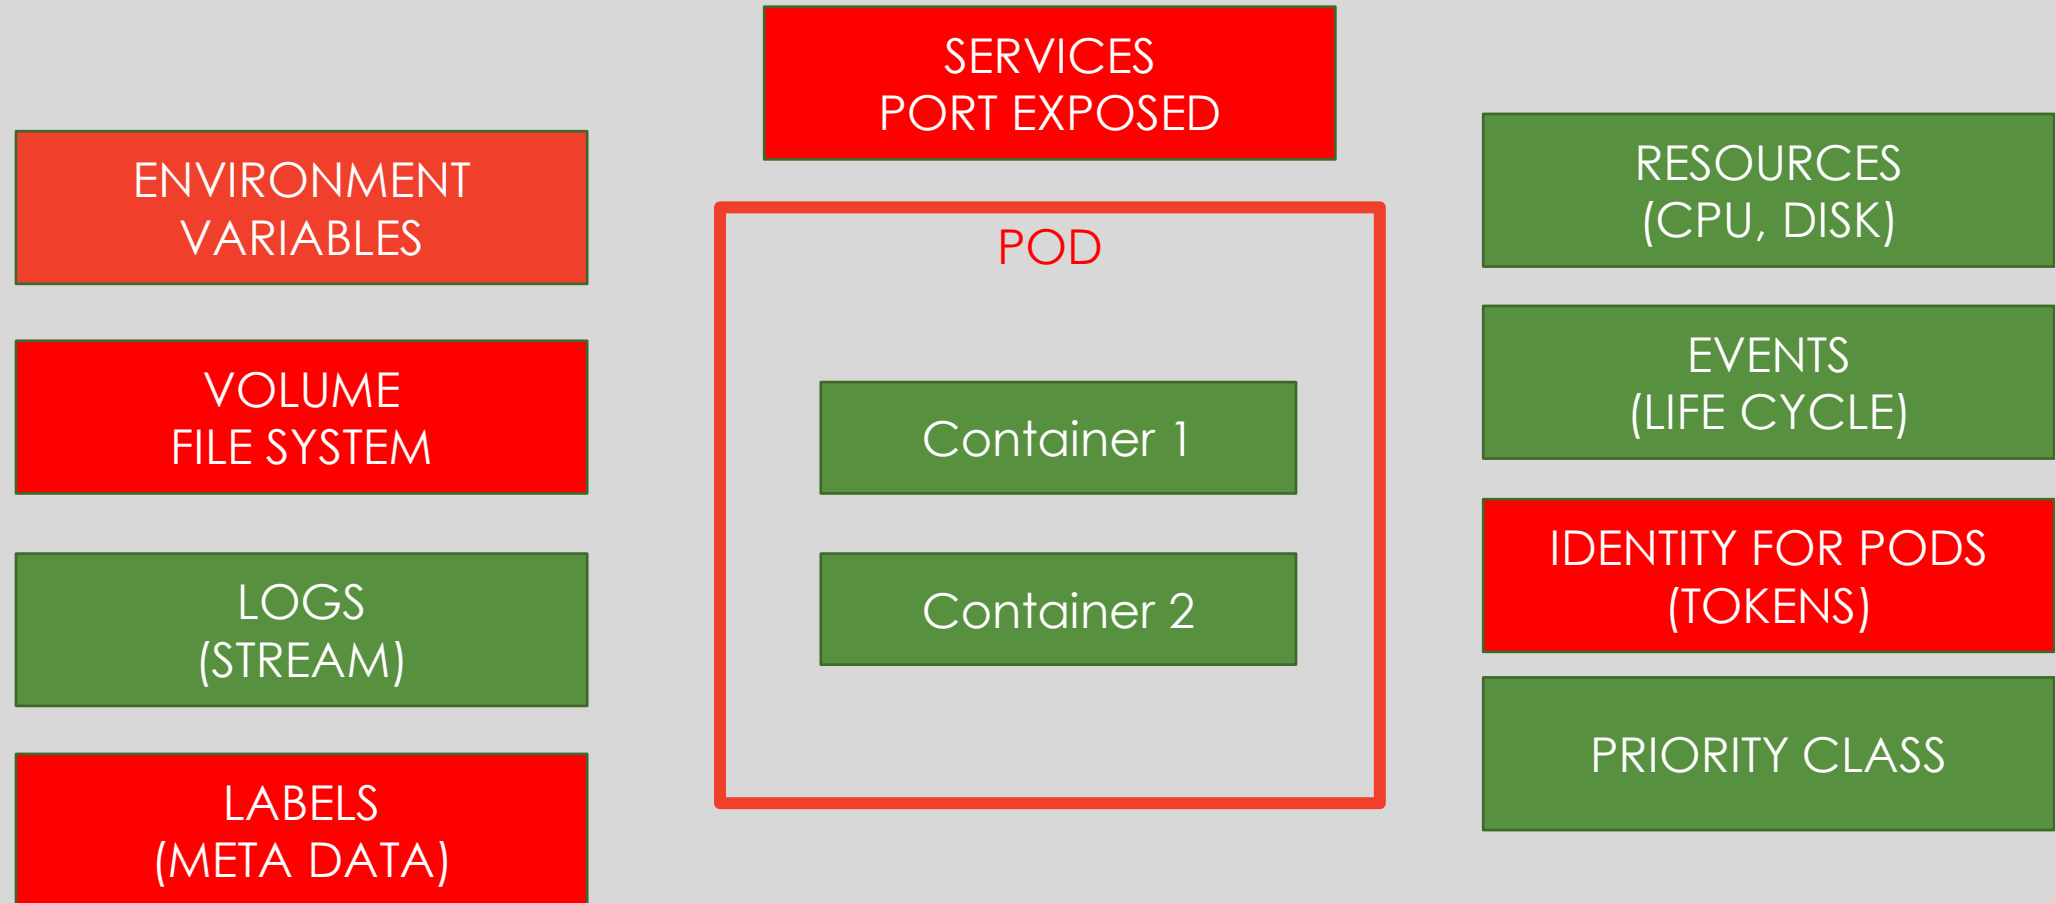 SERVICES
PORT EXPOSED
ENVIRONMENT
VARIABLES
VOLUME
FILE SYSTEM
LOGS
(STREAM)
LABELS
(META DATA)
POD
Container 1
Container 2
RESOURCES
(CPU, DISK)
EVENTS
(LIFE CYCLE)
IDENTITY FOR PODS
(TOKENS)
PRIORITY CLASS